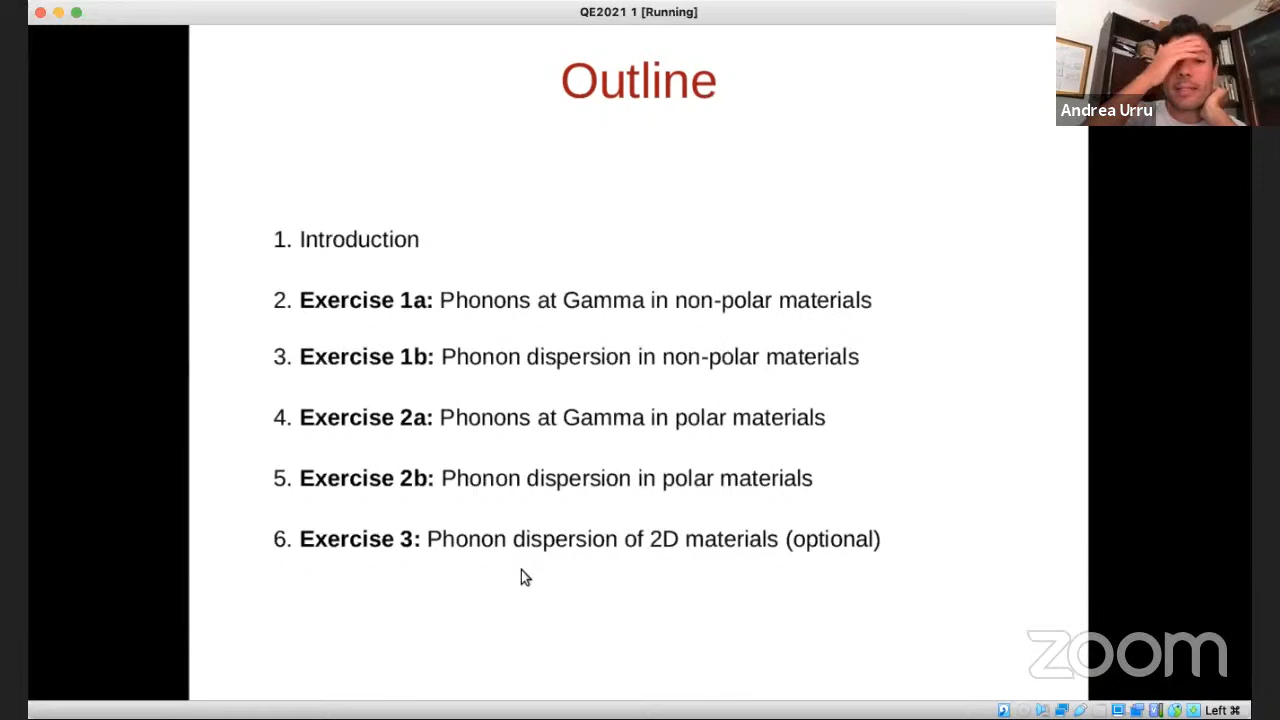 QE2021 1 [Running]
Outline
Andrea Urru
1. Introduction
2. Exercise 1a: Phonons at Gamma in non-polar materials
3. Exercise 1b: Phonon dispersion in non-polar materials
4. Exercise 2a: Phonons at Gamma in polar materials
5. Exercise 2b: Phonon dispersion in polar materials
6. Exercise 3: Phonon dispersion of 2D materials (optional)
zoom
Left ⌘